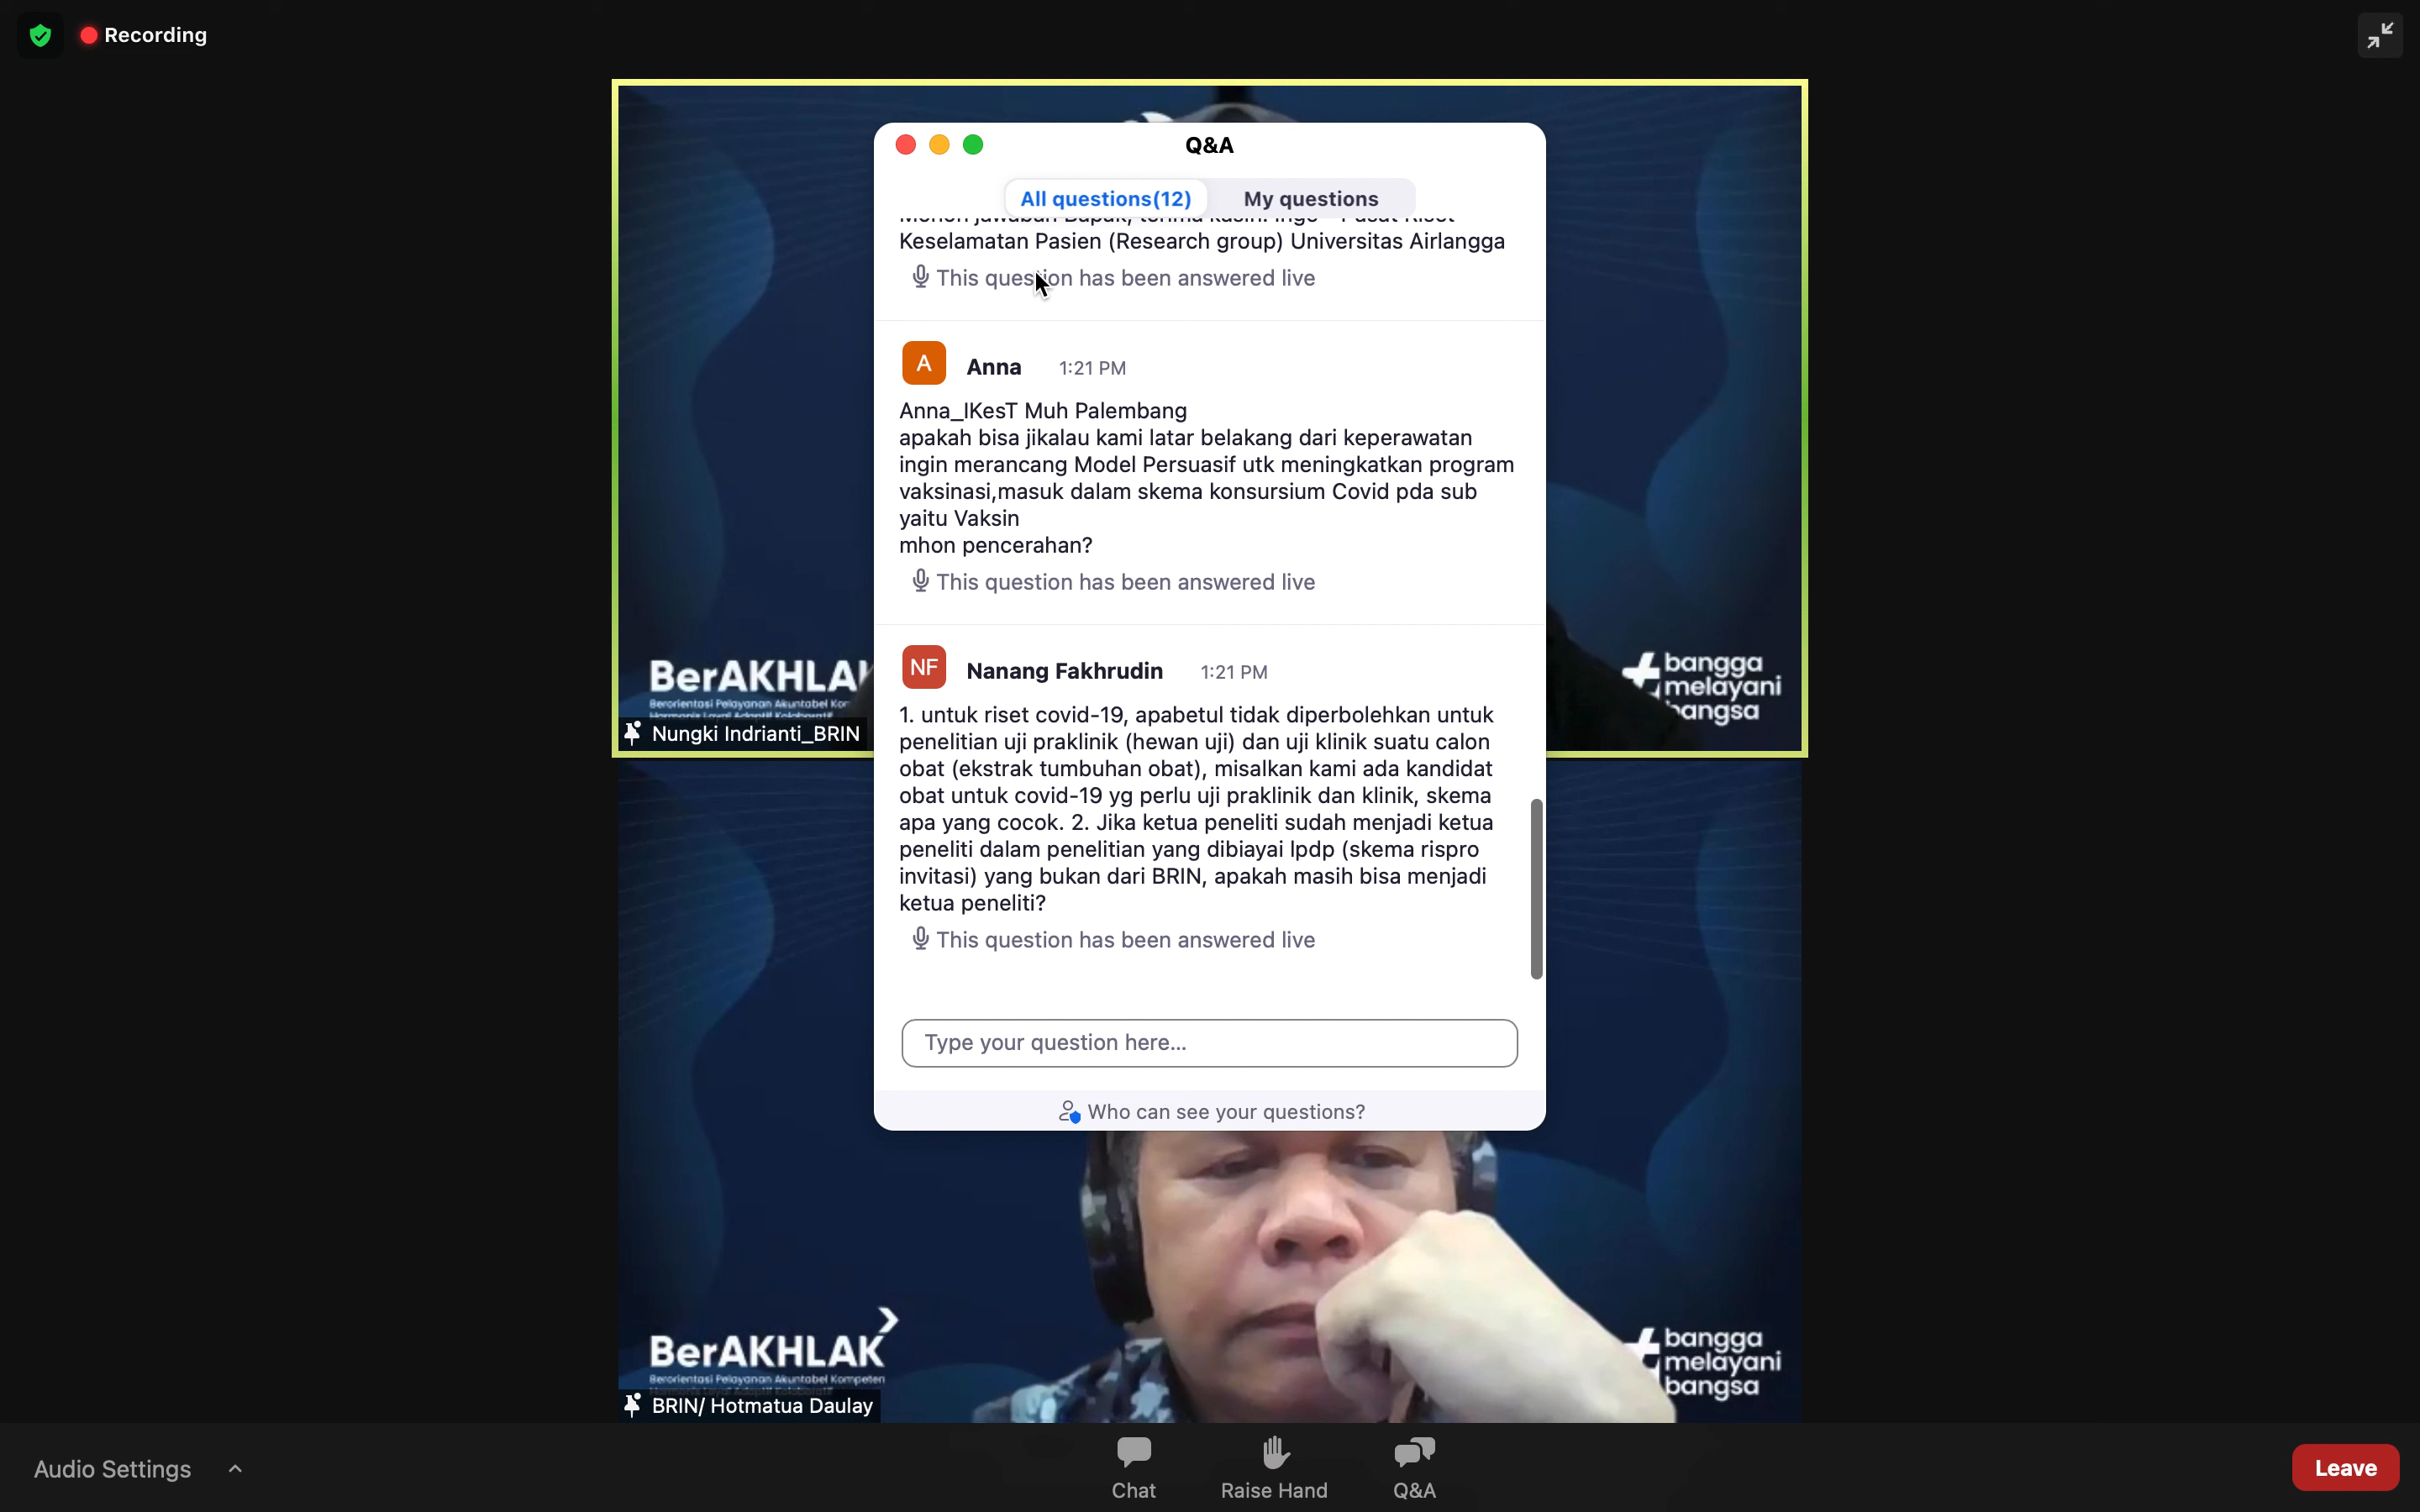 Recording
Q&A
All questions(12)
My questions
Keselamatan Pasien (Research group) Universitas Airlangga
This question has been answered live
A
Anna
1:21 PM
Anna_IKesT Muh Palembang
apakah bisa jikalau kami latar belakang dari keperawatan
ingin merancang Model Persuasif utk meningkatkan program
vaksinasi,masuk dalam skema konsursium Covid pda sub
yaitu Vaksin
mhon pencerahan?
This question has been answered live
NF
Nanang Fakhrudin
1:21 PM
1. untuk riset covid-19, apabetul tidak diperbolehkan untuk
penelitian uji praklinik (hewan uji) dan uji klinik suatu calon
obat (ekstrak tumbuhan obat), misalkan kami ada kandidat
obat untuk covid-19 yg perlu uji praklinik dan klinik, skema
apa yang cocok. 2. Jika ketua peneliti sudah menjadi ketua
peneliti dalam penelitian yang dibiayai lpdp (skema rispro
invitasi) yang bukan dari BRIN, apakah masih bisa menjadi
ketua peneliti?
This question has been answered live
Type your question here...
Who can see your questions?
BerAKHLAK
Berorientasi Pelayanan Akuntabel
Nungki Indrianti_BRIN
bangga
melayani
bangsa
BerAKHLAK
Berorientasi Pelayanan Akuntabel Kompeten
BRIN/ Hotmatua Daulay
bangga
melayani
bangsa
Audio Settings
Chat
Raise Hand
Q&A
Leave